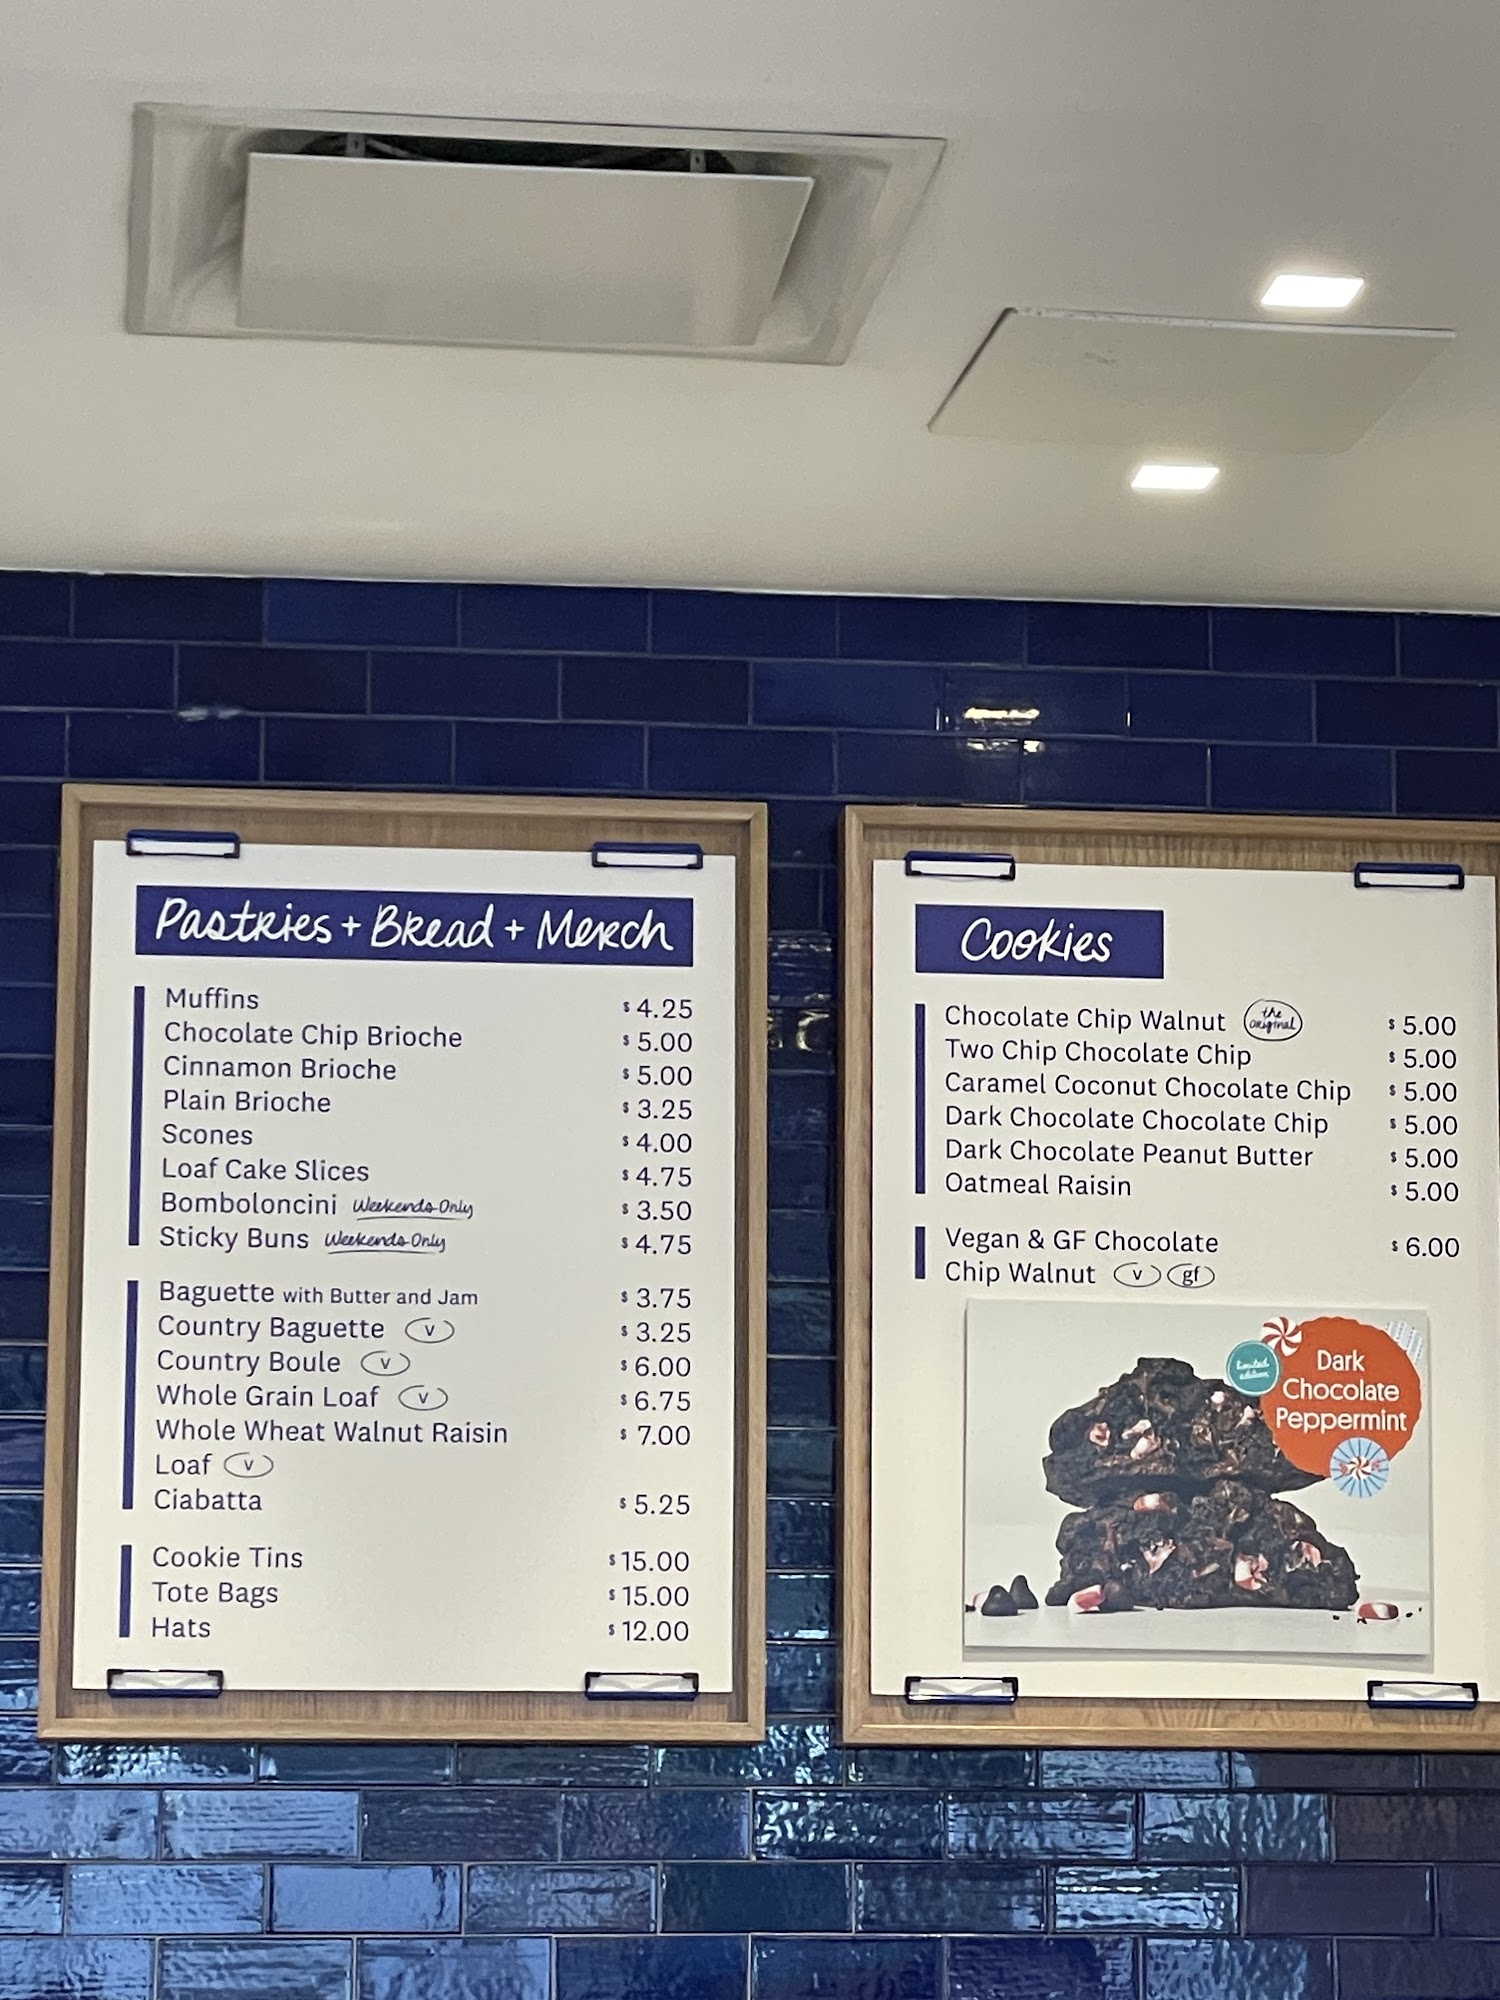 Pastries + Bread + Merch
Muffins $ 4.25
Chocolate Chip Brioche $ 5.00
Cinnamon Brioche $ 5.00
Plain Brioche $ 3.25
Scones $ 4.00
Loaf Cake Slices $ 4.75
Bomboloncini Weekends Only $ 3.50
Sticky Buns Weekends Only $ 4.75
Baguette with Butter and Jam $ 3.75
Country Baguette v $ 3.25
Country Boule v $ 6.00
Whole Grain Loaf v $ 6.75
Whole Wheat Walnut Raisin $ 7.00
Loaf v
Ciabatta $ 5.25
Cookie Tins $ 15.00
Tote Bags $ 15.00
Hats $ 12.00
Cookies
Chocolate Chip Walnut the original $ 5.00
Two Chip Chocolate Chip $ 5.00
Caramel Coconut Chocolate Chip $ 5.00
Dark Chocolate Chocolate Chip $ 5.00
Dark Chocolate Peanut Butter $ 5.00
Oatmeal Raisin $ 5.00
Vegan & GF Chocolate $ 6.00
Chip Walnut v gf
limited
edition
Dark
Chocolate
Peppermint